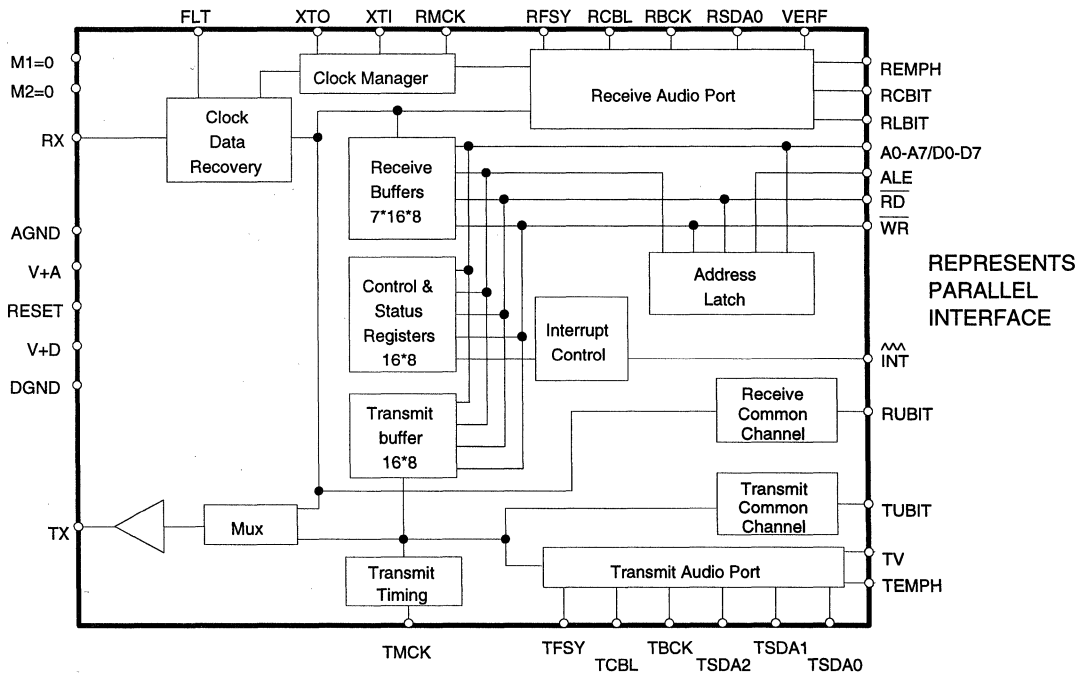 FLT XTO XTI RMCK RFSY RCBL RBCK RSDA0 VERF
M1=0
M2=0
RX
AGND
V+A
RESET
V+D
DGND
TX
Clock Manager
Clock
Data
Recovery
Receive Audio Port
Receive
Buffers
7*16*8
Control &
Status
Registers
16*8
Interrupt
Control
Address
Latch
Transmit
buffer
16*8
Receive
Common
Channel
Transmit
Common
Channel
Mux
Transmit
Timing
Transmit Audio Port
REMPH
RCBIT
RLBIT
A0-A7/D0-D7
ALE
RD
WR
INT
RUBIT
TUBIT
TV
TEMPH
REPRESENTS
PARALLEL
INTERFACE
TMCK TFSY TCBL TBCK TSDA2 TSDA1 TSDA0